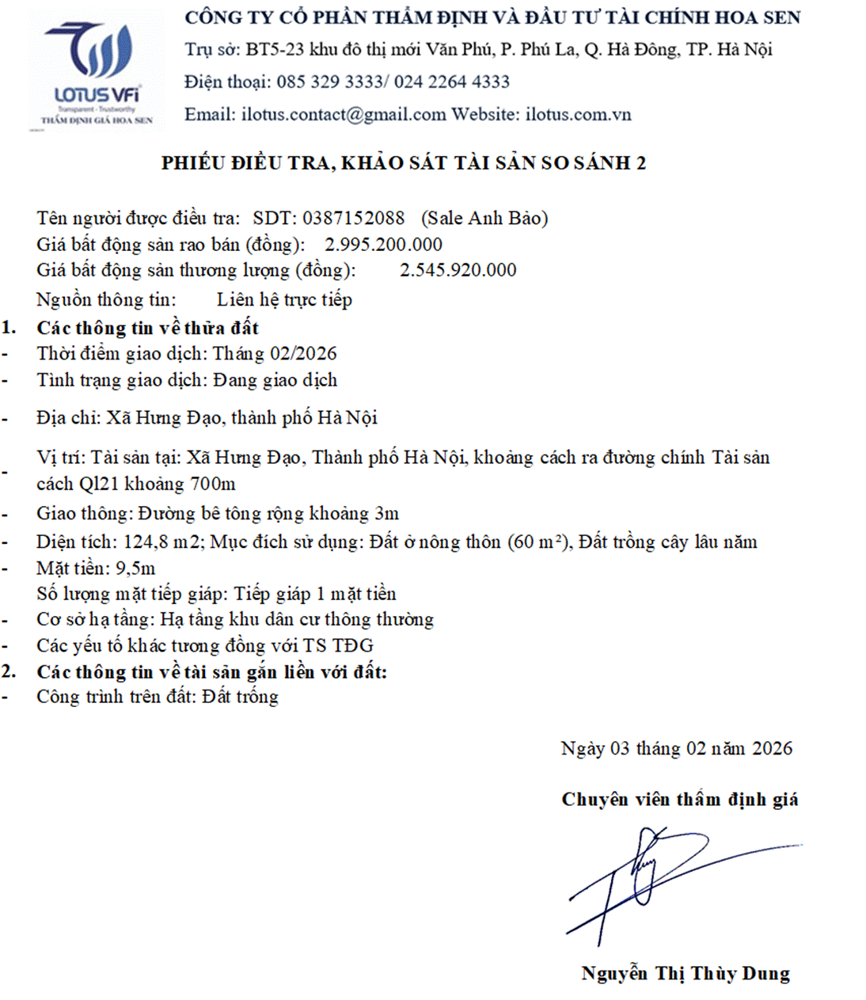 CÔNG TY CỔ PHẦN THẨM ĐỊNH VÀ ĐẦU TƯ TÀI CHÍNH HOA SEN
Trụ sở: BT5-23 khu đô thị mới Văn Phú, P. Phú La, Q. Hà Đông, TP. Hà Nội
Điện thoại: 085 329 3333/ 024 2264 4333
Email: ilotus.contact@gmail.com Website: ilotus.com.vn
LOTUS VFi
Transparent - Trustworthy
THẨM ĐỊNH GIÁ HOA SEN
PHIẾU ĐIỀU TRA, KHẢO SÁT TÀI SẢN SO SÁNH 2
Tên người được điều tra: SDT: 0387152088 (Sale Anh Bảo)
Giá bất động sản rao bán (đồng): 2.995.200.000
Giá bất động sản thương lượng (đồng): 2.545.920.000
Nguồn thông tin: Liên hệ trực tiếp
1. Các thông tin về thửa đất
- Thời điểm giao dịch: Tháng 02/2026
- Tình trạng giao dịch: Đang giao dịch
- Địa chỉ: Xã Hưng Đạo, thành phố Hà Nội
- Vị trí: Tài sản tại: Xã Hưng Đạo, Thành phố Hà Nội, khoảng cách ra đường chính Tài sản
cách Ql21 khoảng 700m
- Giao thông: Đường bê tông rộng khoảng 3m
- Diện tích: 124,8 m2; Mục đích sử dụng: Đất ở nông thôn (60 m²), Đất trồng cây lâu năm
- Mặt tiền: 9,5m
Số lượng mặt tiếp giáp: Tiếp giáp 1 mặt tiền
- Cơ sở hạ tầng: Hạ tầng khu dân cư thông thường
- Các yếu tố khác tương đồng với TS TĐG
2. Các thông tin về tài sản gắn liền với đất:
- Công trình trên đất: Đất trống
Ngày 03 tháng 02 năm 2026
Chuyên viên thẩm định giá
Nguyễn Thị Thùy Dung